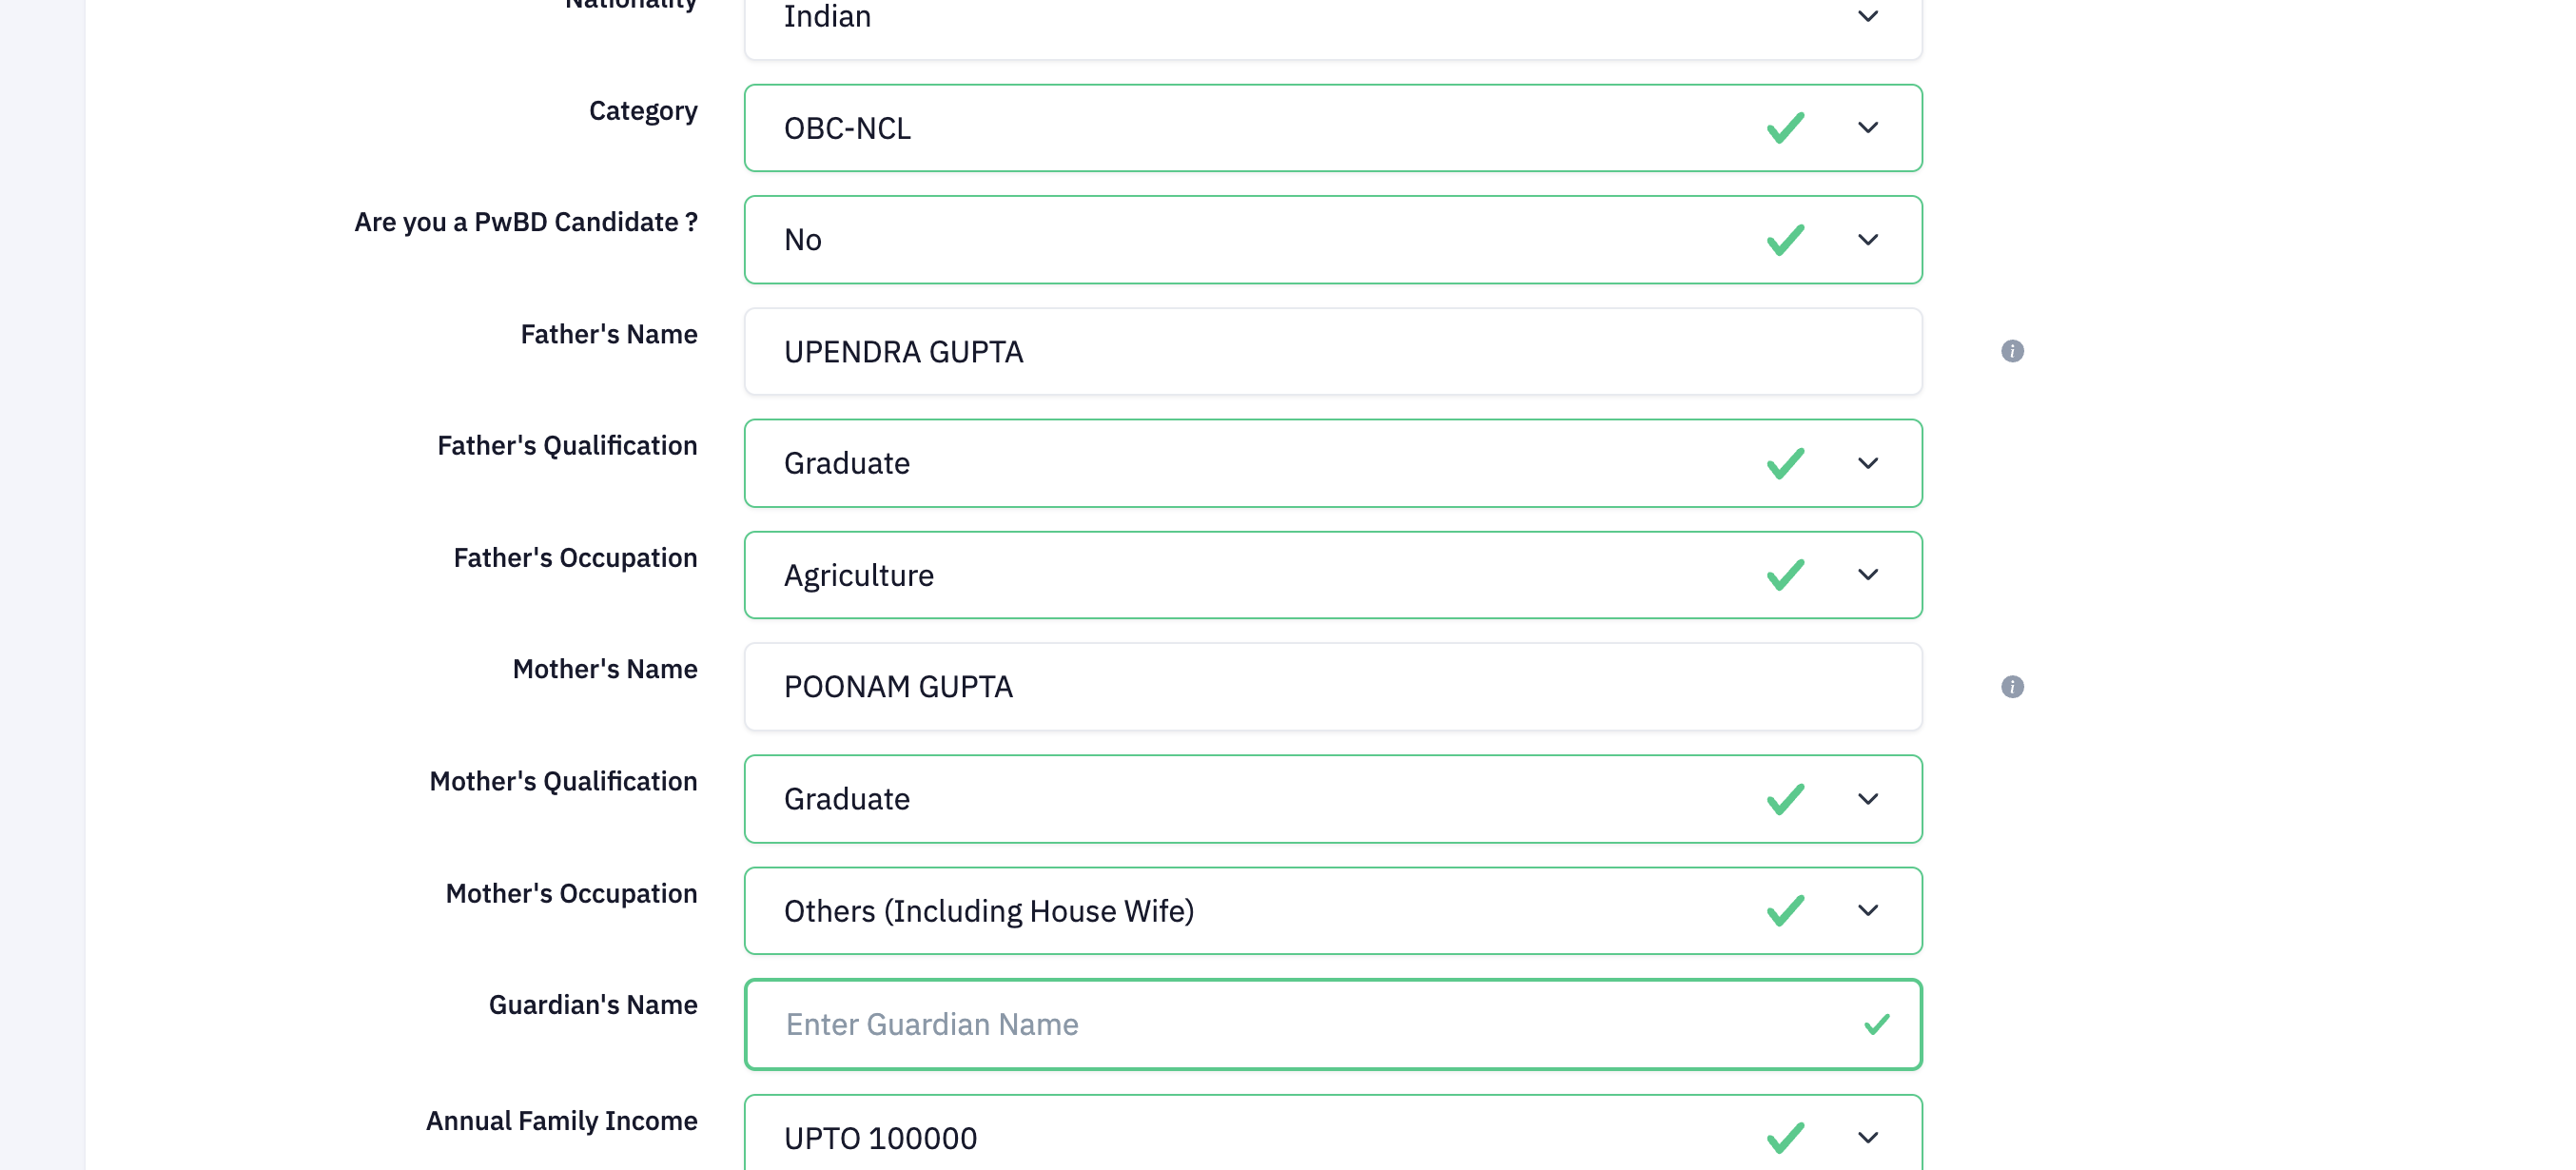 Nationality
Indian
Category
OBC-NCL
Are you a PwBD Candidate ?
No
Father's Name
UPENDRA GUPTA
Father's Qualification
Graduate
Father's Occupation
Agriculture
Mother's Name
POONAM GUPTA
Mother's Qualification
Graduate
Mother's Occupation
Others (Including House Wife)
Guardian's Name
Enter Guardian Name
Annual Family Income
UPTO 100000